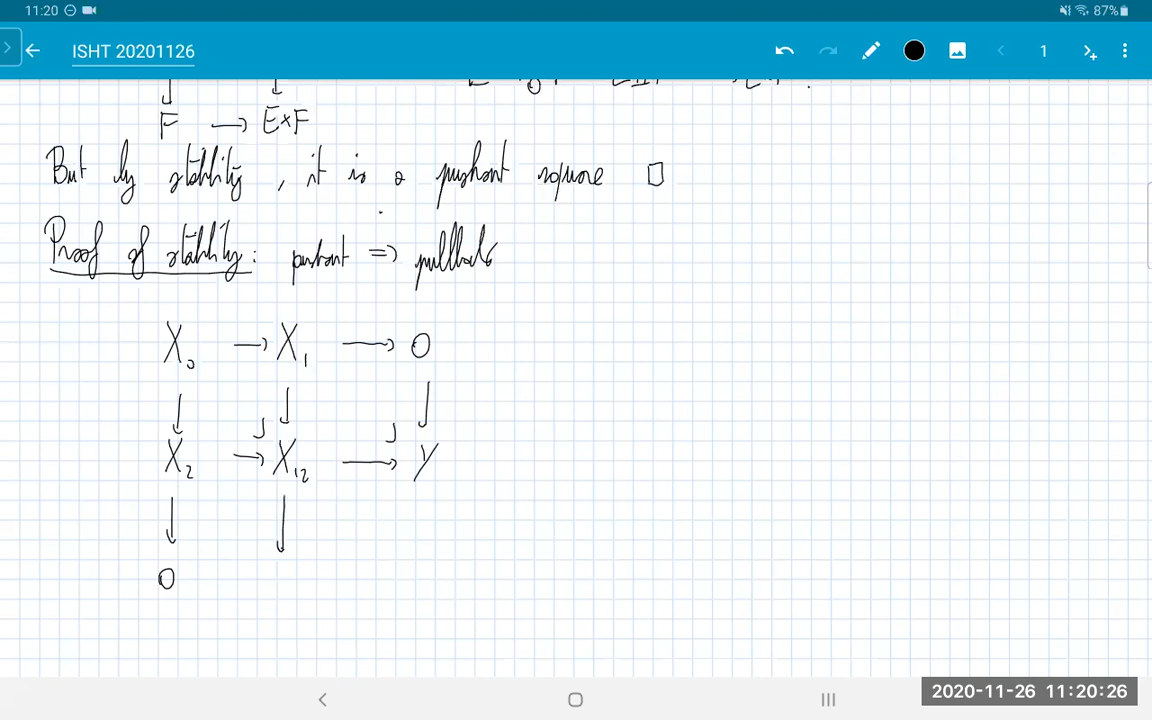 11:20 87%
ISHT 20201126 1
F → E×F
But by stability, it is a pushout square □
Proof of stability: pushout => pullback
X₀ → X₁ → 0
↓ ↓ ↓
X₂ → X₁₂ → Y
↓ ↓
0
2020-11-26 11:20:26